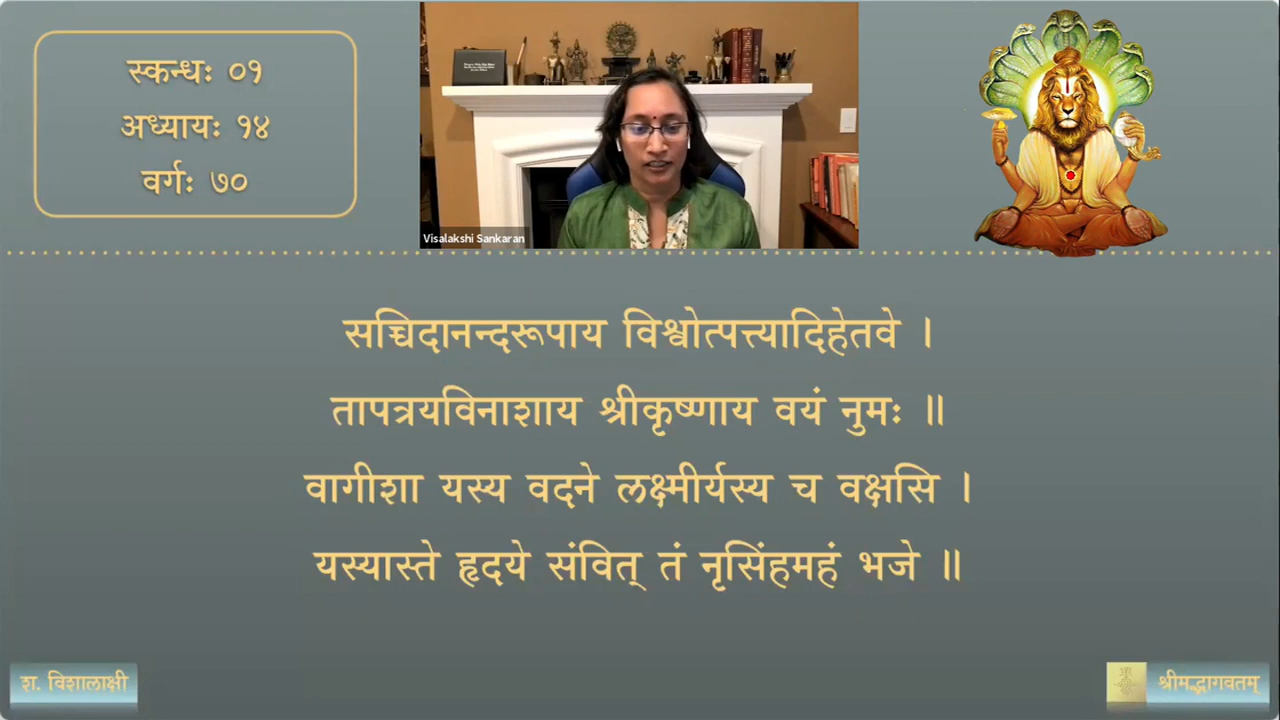 स्कन्धः ०१
अध्यायः १४
वर्गः ७०
Visalakshi Sankaran
सच्चिदानन्दरूपाय विश्वोत्पत्त्यादिहेतवे ।
तापत्रयविनाशाय श्रीकृष्णाय वयं नुमः ॥
वागीशा यस्य वदने लक्ष्मीर्यस्य च वक्षसि ।
यस्यास्ते हृदये संवित् तं नृसिंहमहं भजे ॥
श. विशालाक्षी
श्रीमद्भागवतम्